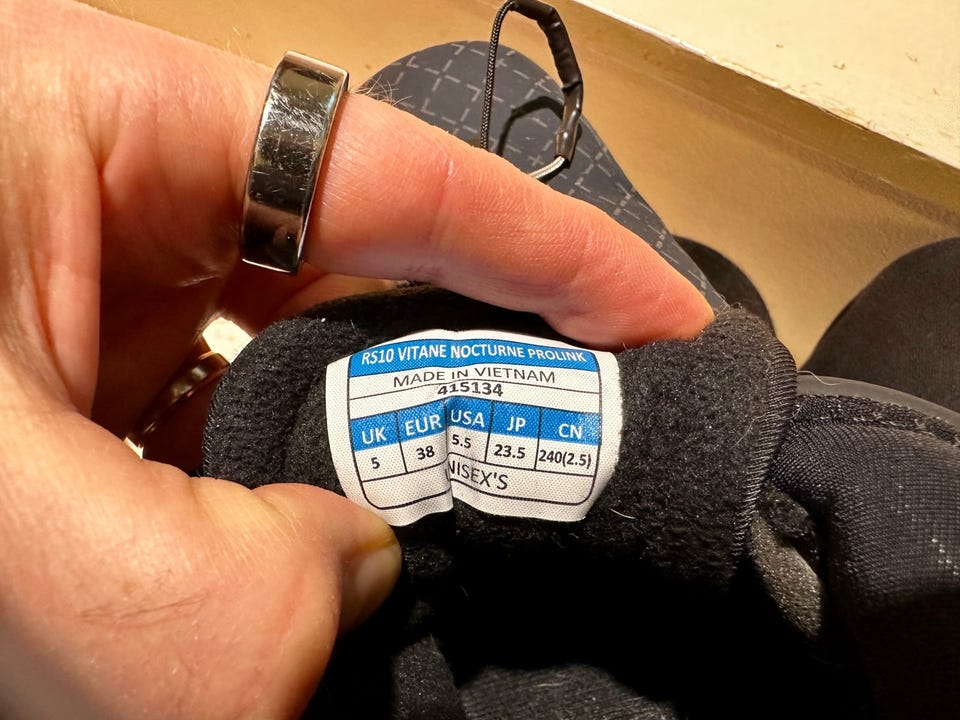 RS10 VITANE NOCTURNE PROLINK
MADE IN VIETNAM
415134
UK EUR USA JP CN
5 38 5.5 23.5 240(2.5)
NISEX'S